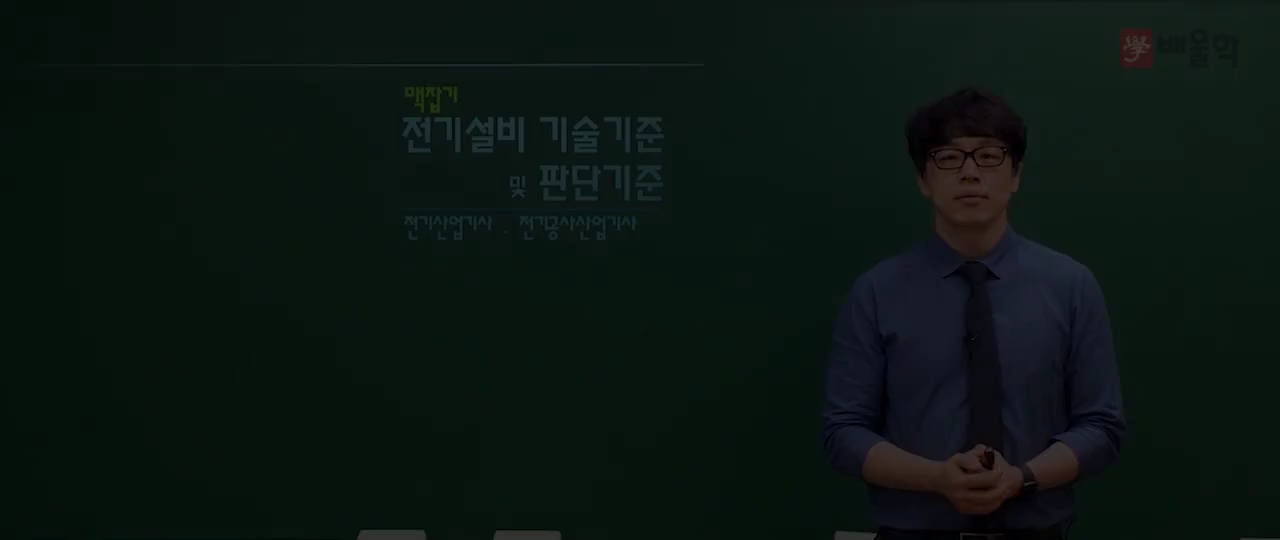 學 배울학
맥잡기
전기설비 기술기준
및 판단기준
전기산업기사 . 전기공사산업기사